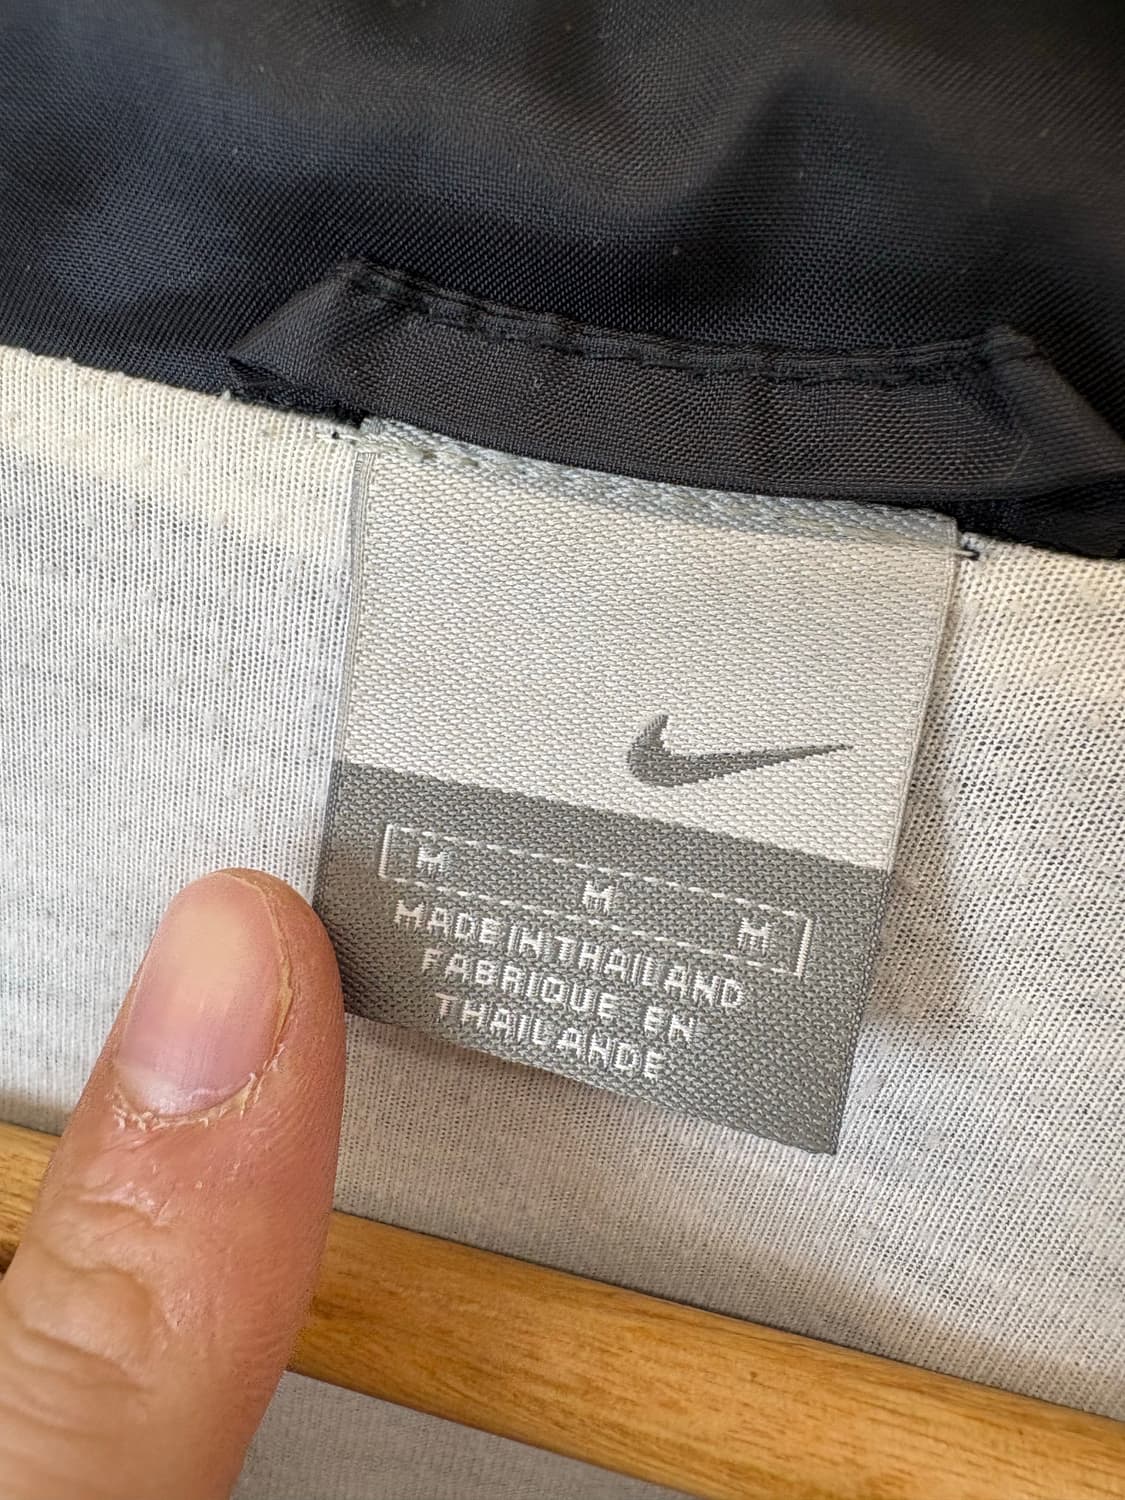 M M M
MADE IN THAILAND
FABRIQUE EN
THAILANDE